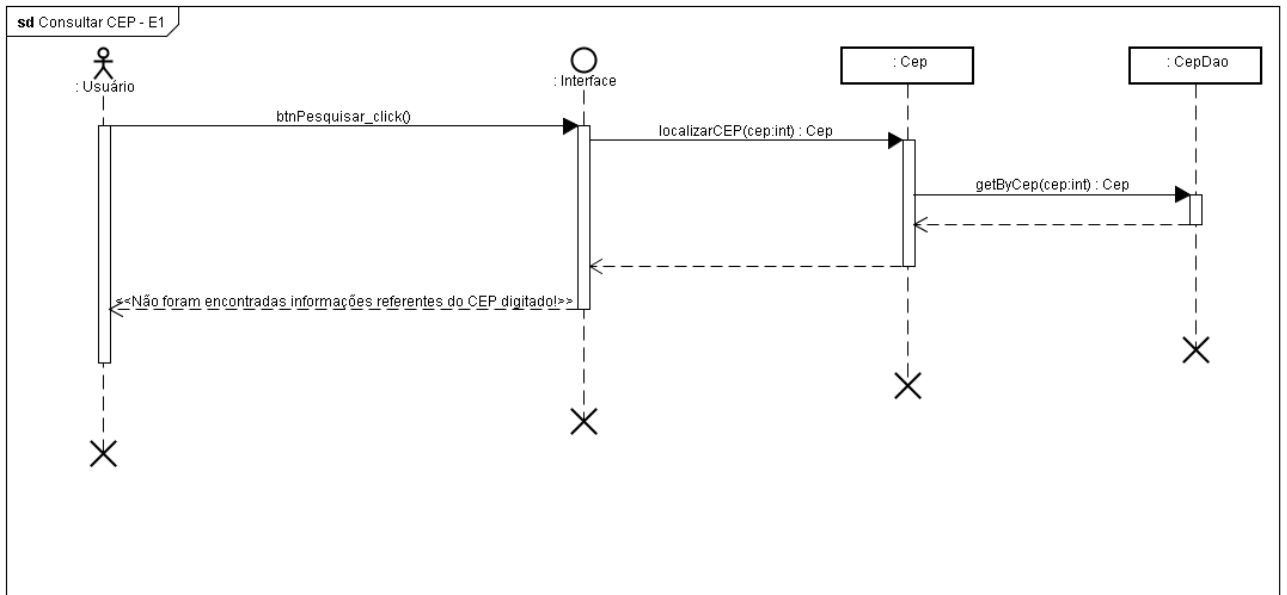 sd Consultar CEP - E1
: Usuário
: Interface
: Cep
: CepDao
btnPesquisar_click()
localizarCEP(cep:int) : Cep
getByCep(cep:int) : Cep
<<Não foram encontradas informações referentes do CEP digitado!>>